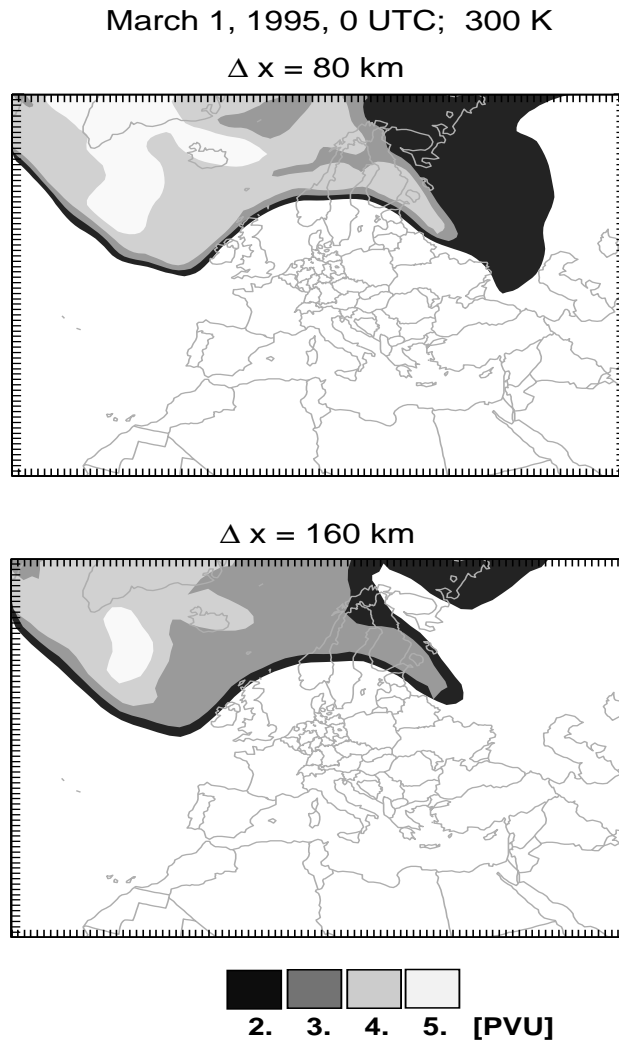 March 1, 1995, 0 UTC; 300 K
Δ x = 80 km
Δ x = 160 km
2. 3. 4. 5. [PVU]